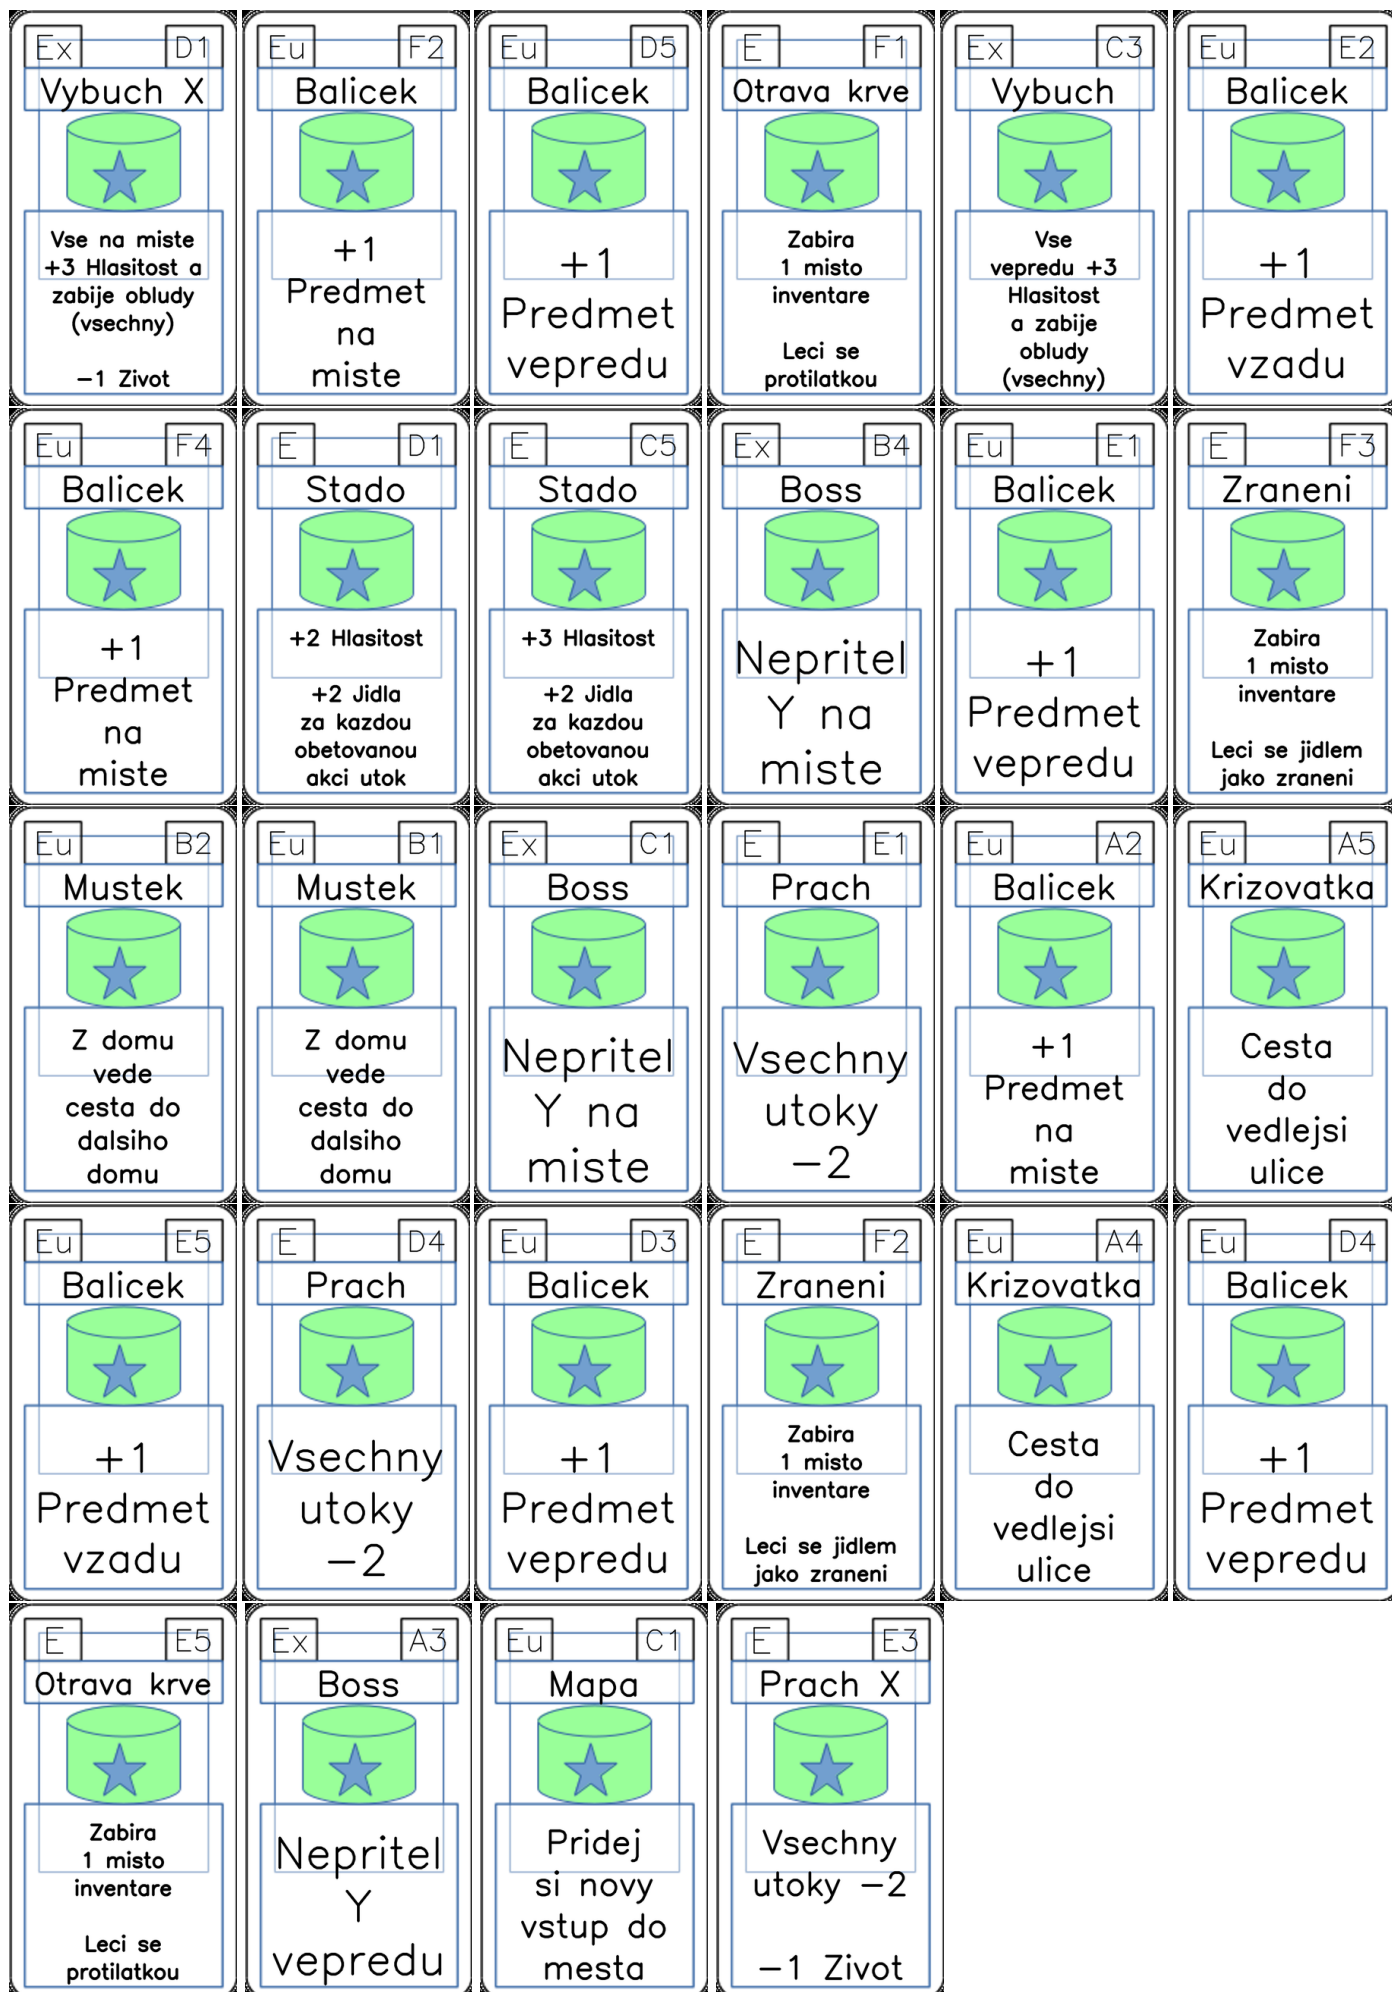 Ex D1
Vybuch X
Vse na miste
+3 Hlasitost a
zabije obludy
(vsechny)
-1 Zivot
Eu F2
Balicek
+1
Predmet
na
miste
Eu D5
Balicek
+1
Predmet
vepredu
E F1
Otrava krve
Zabira
1 misto
inventare
Leci se
protilatkou
Ex C3
Vybuch
Vse
vepredu +3
Hlasitost
a zabije
obludy
(vsechny)
Eu E2
Balicek
+1
Predmet
vzadu
Eu F4
Balicek
+1
Predmet
na
miste
E D1
Stado
+2 Hlasitost
+2 Jidla
za kazdou
obetovanou
akci utok
E C5
Stado
+3 Hlasitost
+2 Jidla
za kazdou
obetovanou
akci utok
Ex B4
Boss
Nepritel
Y na
miste
Eu E1
Balicek
+1
Predmet
vepredu
E F3
Zraneni
Zabira
1 misto
inventare
Leci se jidlem
jako zraneni
Eu B2
Mustek
Z domu
vede
cesta do
dalsiho
domu
Eu B1
Mustek
Z domu
vede
cesta do
dalsiho
domu
Ex C1
Boss
Nepritel
Y na
miste
E E1
Prach
Vsechny
utoky
-2
Eu A2
Balicek
+1
Predmet
na
miste
Eu A5
Krizovatka
Cesta
do
vedlejsi
ulice
Eu E5
Balicek
+1
Predmet
vzadu
E D4
Prach
Vsechny
utoky
-2
Eu D3
Balicek
+1
Predmet
vepredu
E F2
Zraneni
Zabira
1 misto
inventare
Leci se jidlem
jako zraneni
Eu A4
Krizovatka
Cesta
do
vedlejsi
ulice
Eu D4
Balicek
+1
Predmet
vepredu
E E5
Otrava krve
Zabira
1 misto
inventare
Leci se
protilatkou
Ex A3
Boss
Nepritel
Y
vepredu
Eu C1
Mapa
Pridej
si novy
vstup do
mesta
E E3
Prach X
Vsechny
utoky -2
-1 Zivot